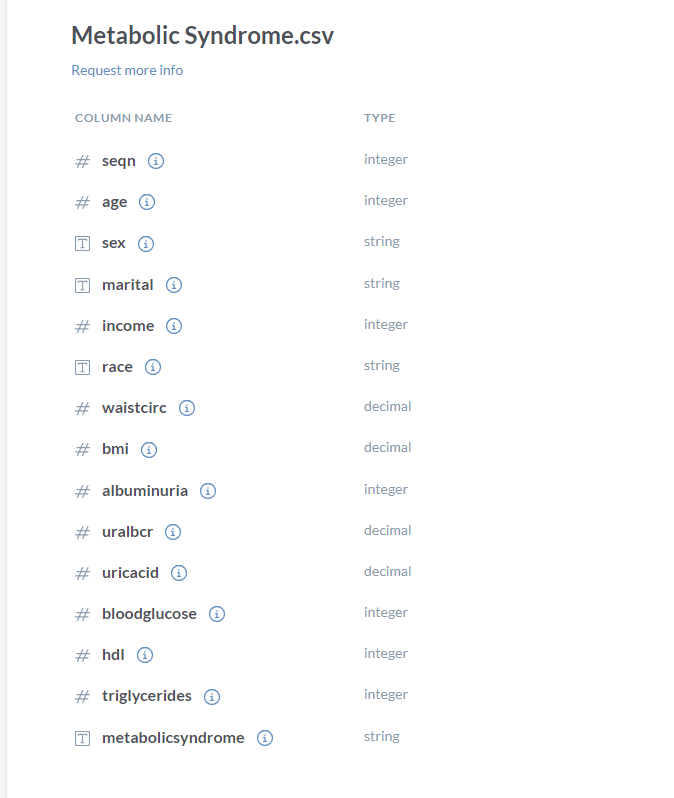 Metabolic Syndrome.csv
Request more info
COLUMN NAME TYPE
# seqn integer
# age integer
T sex string
T marital string
# income integer
T race string
# waistcirc decimal
# bmi decimal
# albuminuria integer
# uralbcr decimal
# uricacid decimal
# bloodglucose integer
# hdl integer
# triglycerides integer
T metabolicsyndrome string